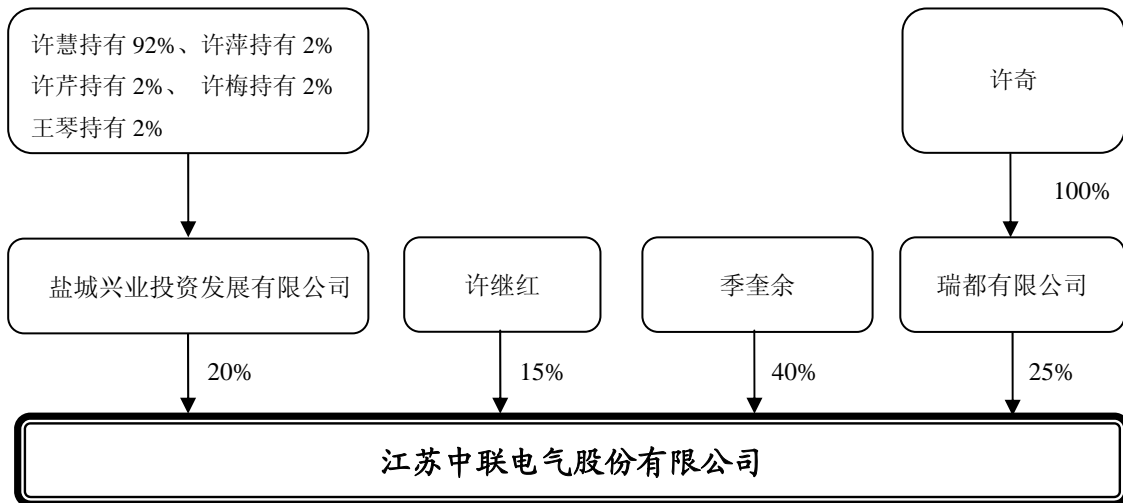 许慧持有 92%、许萍持有 2%
许芹持有 2%、 许梅持有 2%
王琴持有 2%
许奇
100%
盐城兴业投资发展有限公司
许继红
季奎余
瑞都有限公司
20%
15%
40%
25%
江苏中联电气股份有限公司